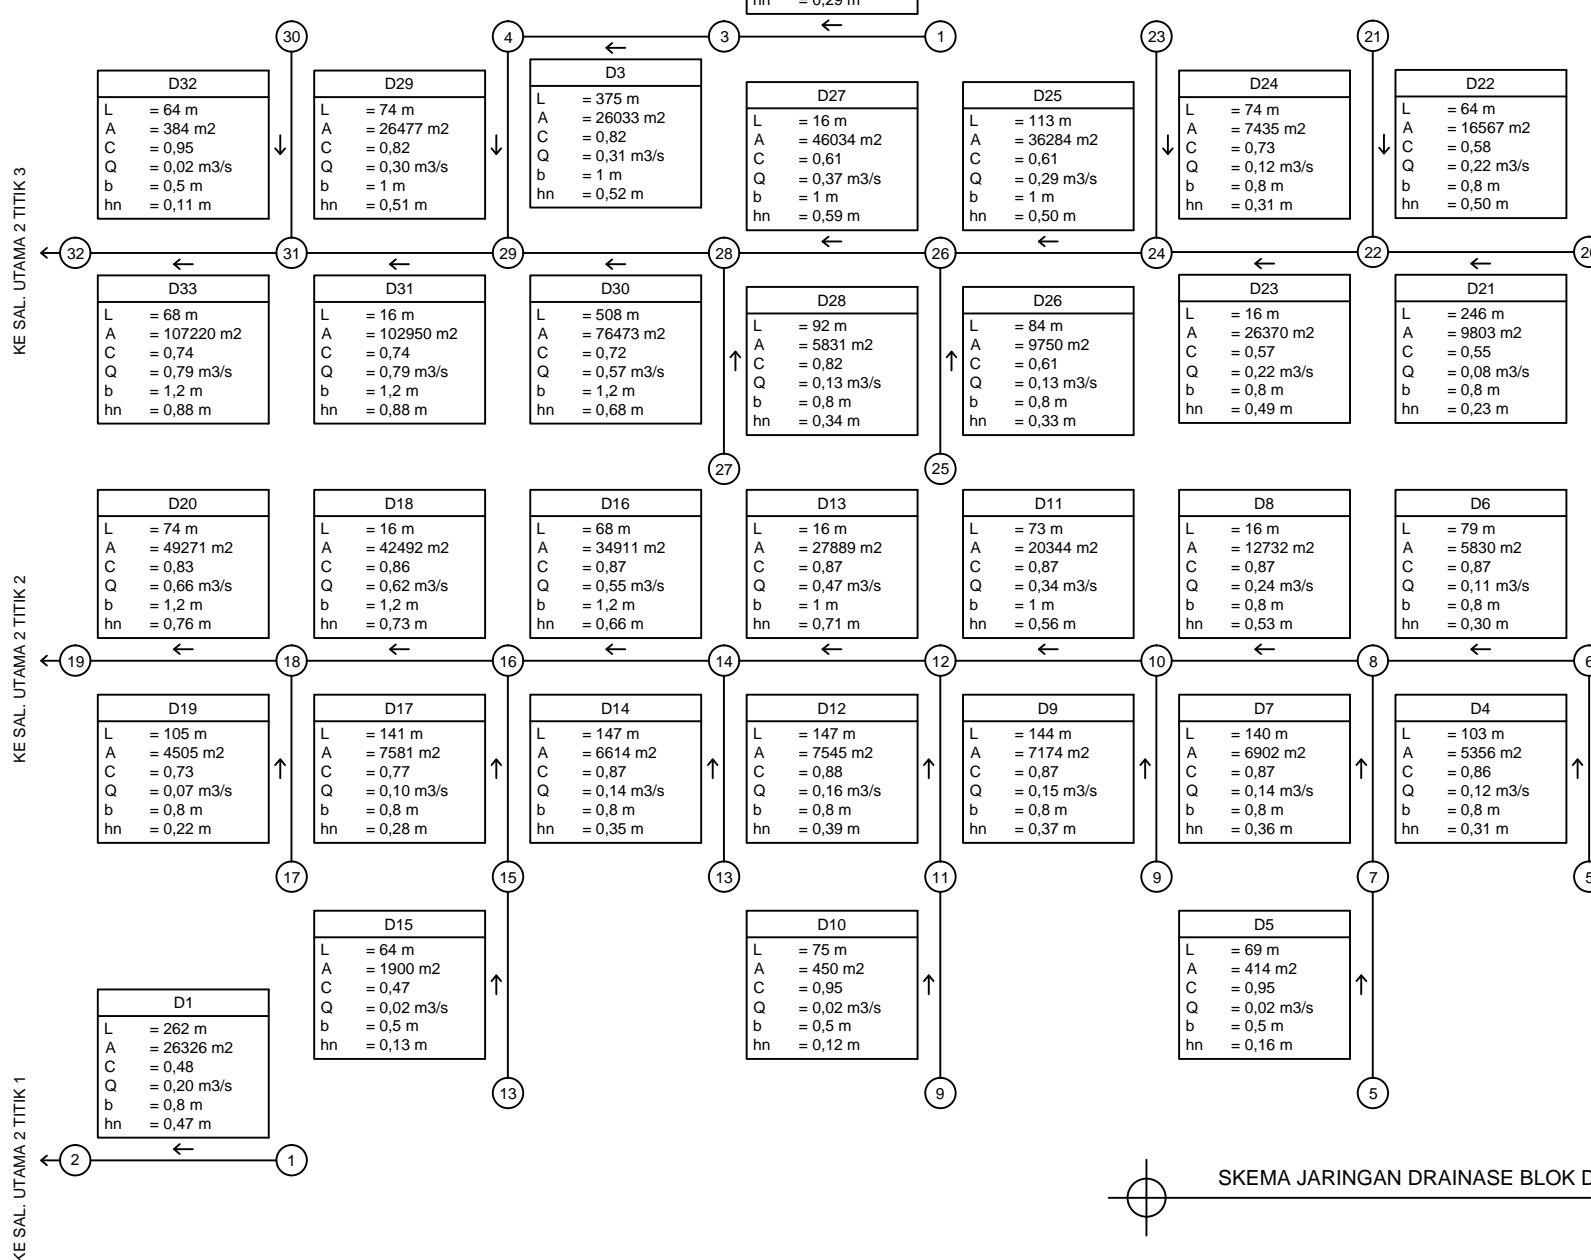 hn = 0,29 m
30
4
3
1
23
21
D32
L = 64 m
A = 384 m2
C = 0,95
Q = 0,02 m3/s
b = 0,5 m
hn = 0,11 m
D29
L = 74 m
A = 26477 m2
C = 0,82
Q = 0,30 m3/s
b = 1 m
hn = 0,51 m
D3
L = 375 m
A = 26033 m2
C = 0,82
Q = 0,31 m3/s
b = 1 m
hn = 0,52 m
D27
L = 16 m
A = 46034 m2
C = 0,61
Q = 0,37 m3/s
b = 1 m
hn = 0,59 m
D25
L = 113 m
A = 36284 m2
C = 0,61
Q = 0,29 m3/s
b = 1 m
hn = 0,50 m
D24
L = 74 m
A = 7435 m2
C = 0,73
Q = 0,12 m3/s
b = 0,8 m
hn = 0,31 m
D22
L = 64 m
A = 16567 m2
C = 0,58
Q = 0,22 m3/s
b = 0,8 m
hn = 0,50 m
KE SAL. UTAMA 2 TITIK 3
32
31
29
28
26
24
22
20
D33
L = 68 m
A = 107220 m2
C = 0,74
Q = 0,79 m3/s
b = 1,2 m
hn = 0,88 m
D31
L = 16 m
A = 102950 m2
C = 0,74
Q = 0,79 m3/s
b = 1,2 m
hn = 0,88 m
D30
L = 508 m
A = 76473 m2
C = 0,72
Q = 0,57 m3/s
b = 1,2 m
hn = 0,68 m
D28
L = 92 m
A = 5831 m2
C = 0,82
Q = 0,13 m3/s
b = 0,8 m
hn = 0,34 m
D26
L = 84 m
A = 9750 m2
C = 0,61
Q = 0,13 m3/s
b = 0,8 m
hn = 0,33 m
D23
L = 16 m
A = 26370 m2
C = 0,57
Q = 0,22 m3/s
b = 0,8 m
hn = 0,49 m
D21
L = 246 m
A = 9803 m2
C = 0,55
Q = 0,08 m3/s
b = 0,8 m
hn = 0,23 m
27
25
D20
L = 74 m
A = 49271 m2
C = 0,83
Q = 0,66 m3/s
b = 1,2 m
hn = 0,76 m
D18
L = 16 m
A = 42492 m2
C = 0,86
Q = 0,62 m3/s
b = 1,2 m
hn = 0,73 m
D16
L = 68 m
A = 34911 m2
C = 0,87
Q = 0,55 m3/s
b = 1,2 m
hn = 0,66 m
D13
L = 16 m
A = 27889 m2
C = 0,87
Q = 0,47 m3/s
b = 1 m
hn = 0,71 m
D11
L = 73 m
A = 20344 m2
C = 0,87
Q = 0,34 m3/s
b = 1 m
hn = 0,56 m
D8
L = 16 m
A = 12732 m2
C = 0,87
Q = 0,24 m3/s
b = 0,8 m
hn = 0,53 m
D6
L = 79 m
A = 5830 m2
C = 0,87
Q = 0,11 m3/s
b = 0,8 m
hn = 0,30 m
KE SAL. UTAMA 2 TITIK 2
19
18
16
14
12
10
8
6
D19
L = 105 m
A = 4505 m2
C = 0,73
Q = 0,07 m3/s
b = 0,8 m
hn = 0,22 m
D17
L = 141 m
A = 7581 m2
C = 0,77
Q = 0,10 m3/s
b = 0,8 m
hn = 0,28 m
D14
L = 147 m
A = 6614 m2
C = 0,87
Q = 0,14 m3/s
b = 0,8 m
hn = 0,35 m
D12
L = 147 m
A = 7545 m2
C = 0,88
Q = 0,16 m3/s
b = 0,8 m
hn = 0,39 m
D9
L = 144 m
A = 7174 m2
C = 0,87
Q = 0,15 m3/s
b = 0,8 m
hn = 0,37 m
D7
L = 140 m
A = 6902 m2
C = 0,87
Q = 0,14 m3/s
b = 0,8 m
hn = 0,36 m
D4
L = 103 m
A = 5356 m2
C = 0,86
Q = 0,12 m3/s
b = 0,8 m
hn = 0,31 m
17
15
13
11
9
7
5
D15
L = 64 m
A = 1900 m2
C = 0,47
Q = 0,02 m3/s
b = 0,5 m
hn = 0,13 m
D10
L = 75 m
A = 450 m2
C = 0,95
Q = 0,02 m3/s
b = 0,5 m
hn = 0,12 m
D5
L = 69 m
A = 414 m2
C = 0,95
Q = 0,02 m3/s
b = 0,5 m
hn = 0,16 m
13
9
5
D1
L = 262 m
A = 26326 m2
C = 0,48
Q = 0,20 m3/s
b = 0,8 m
hn = 0,47 m
KE SAL. UTAMA 2 TITIK 1
2
1
SKEMA JARINGAN DRAINASE BLOK D